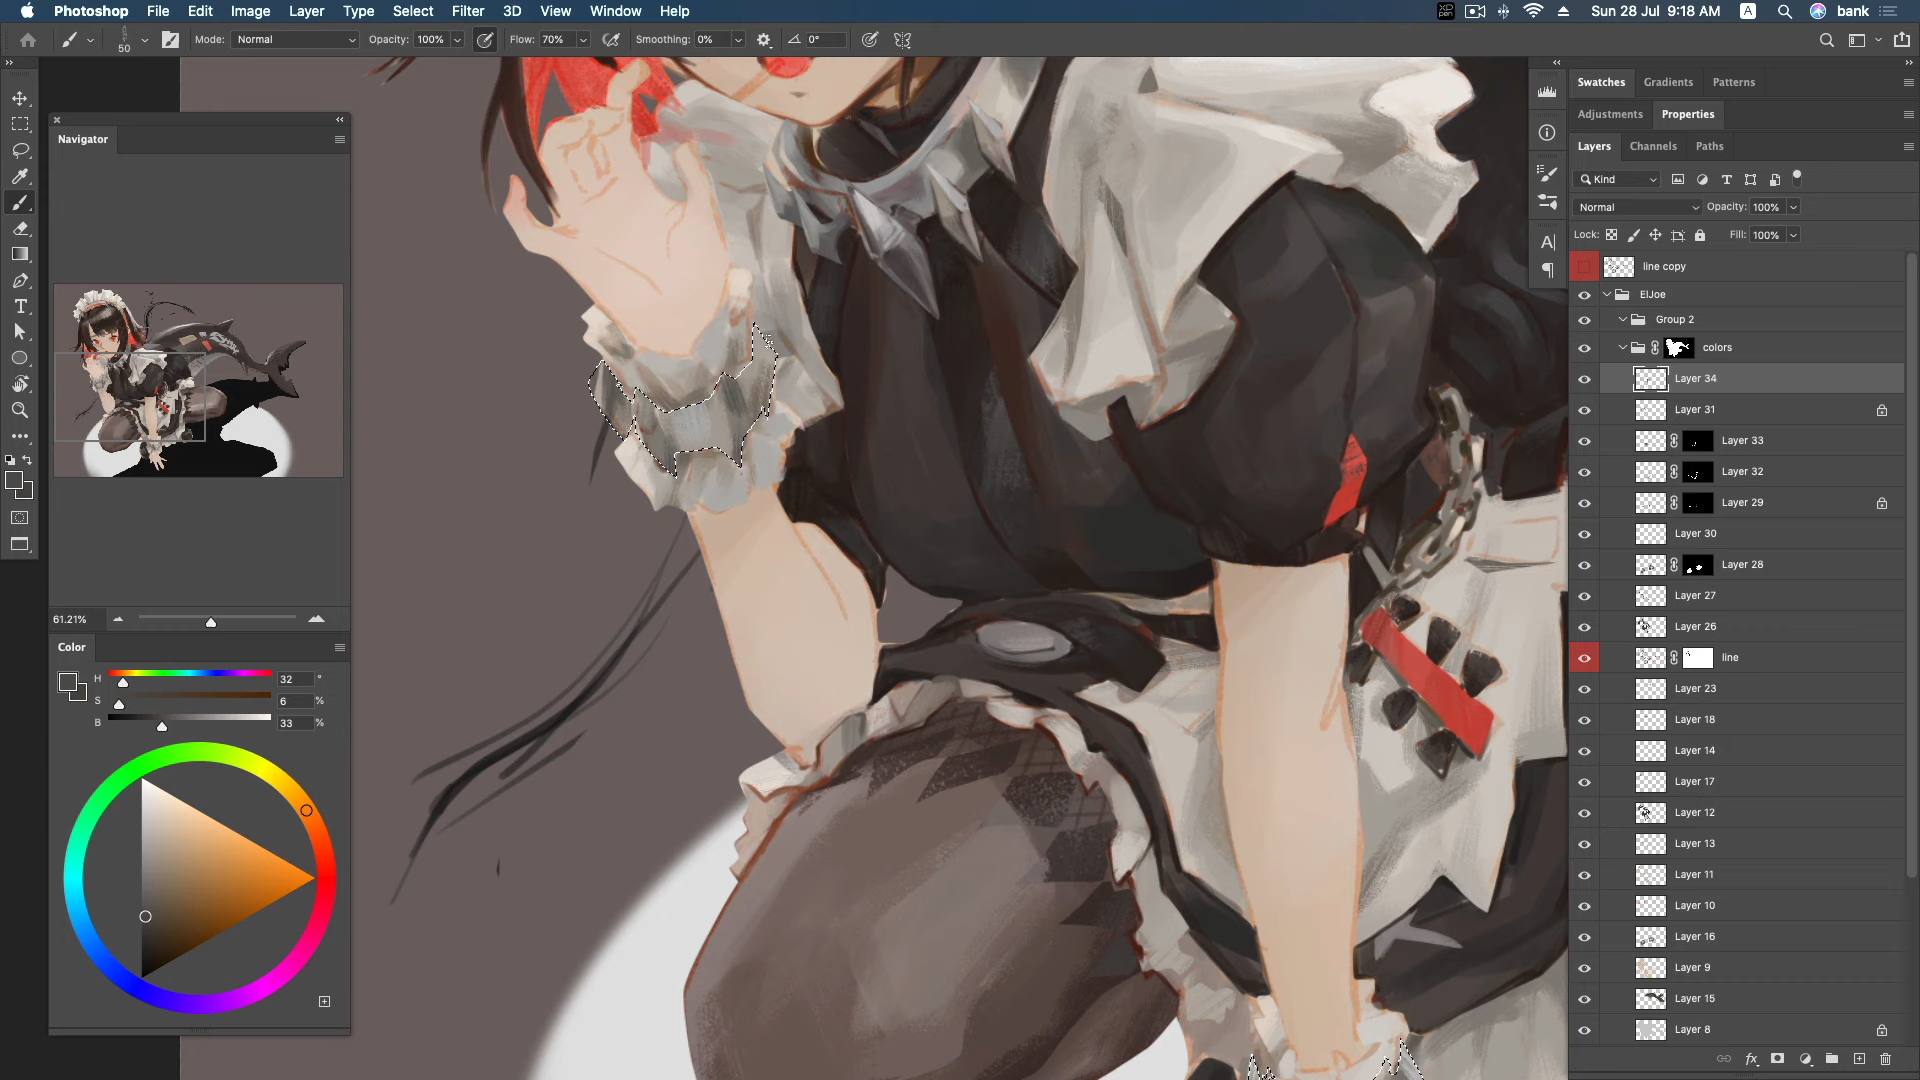 Photoshop File Edit Image Layer Type Select Filter 3D View Window Help
Sun 28 Jul 9:18 AM A bank
50 Mode: Normal Opacity: 100% Flow: 70% Smoothing: 0% 0°
Navigator
61.21%
Color
H 32 °
S 6 %
B 33 %
Swatches Gradients Patterns
Adjustments Properties
Layers Channels Paths
Kind
Normal Opacity: 100%
Lock: Fill: 100%
line copy
ElJoe
Group 2
colors
Layer 34
Layer 31
Layer 33
Layer 32
Layer 29
Layer 30
Layer 28
Layer 27
Layer 26
line
Layer 23
Layer 18
Layer 14
Layer 17
Layer 12
Layer 13
Layer 11
Layer 10
Layer 16
Layer 9
Layer 15
Layer 8